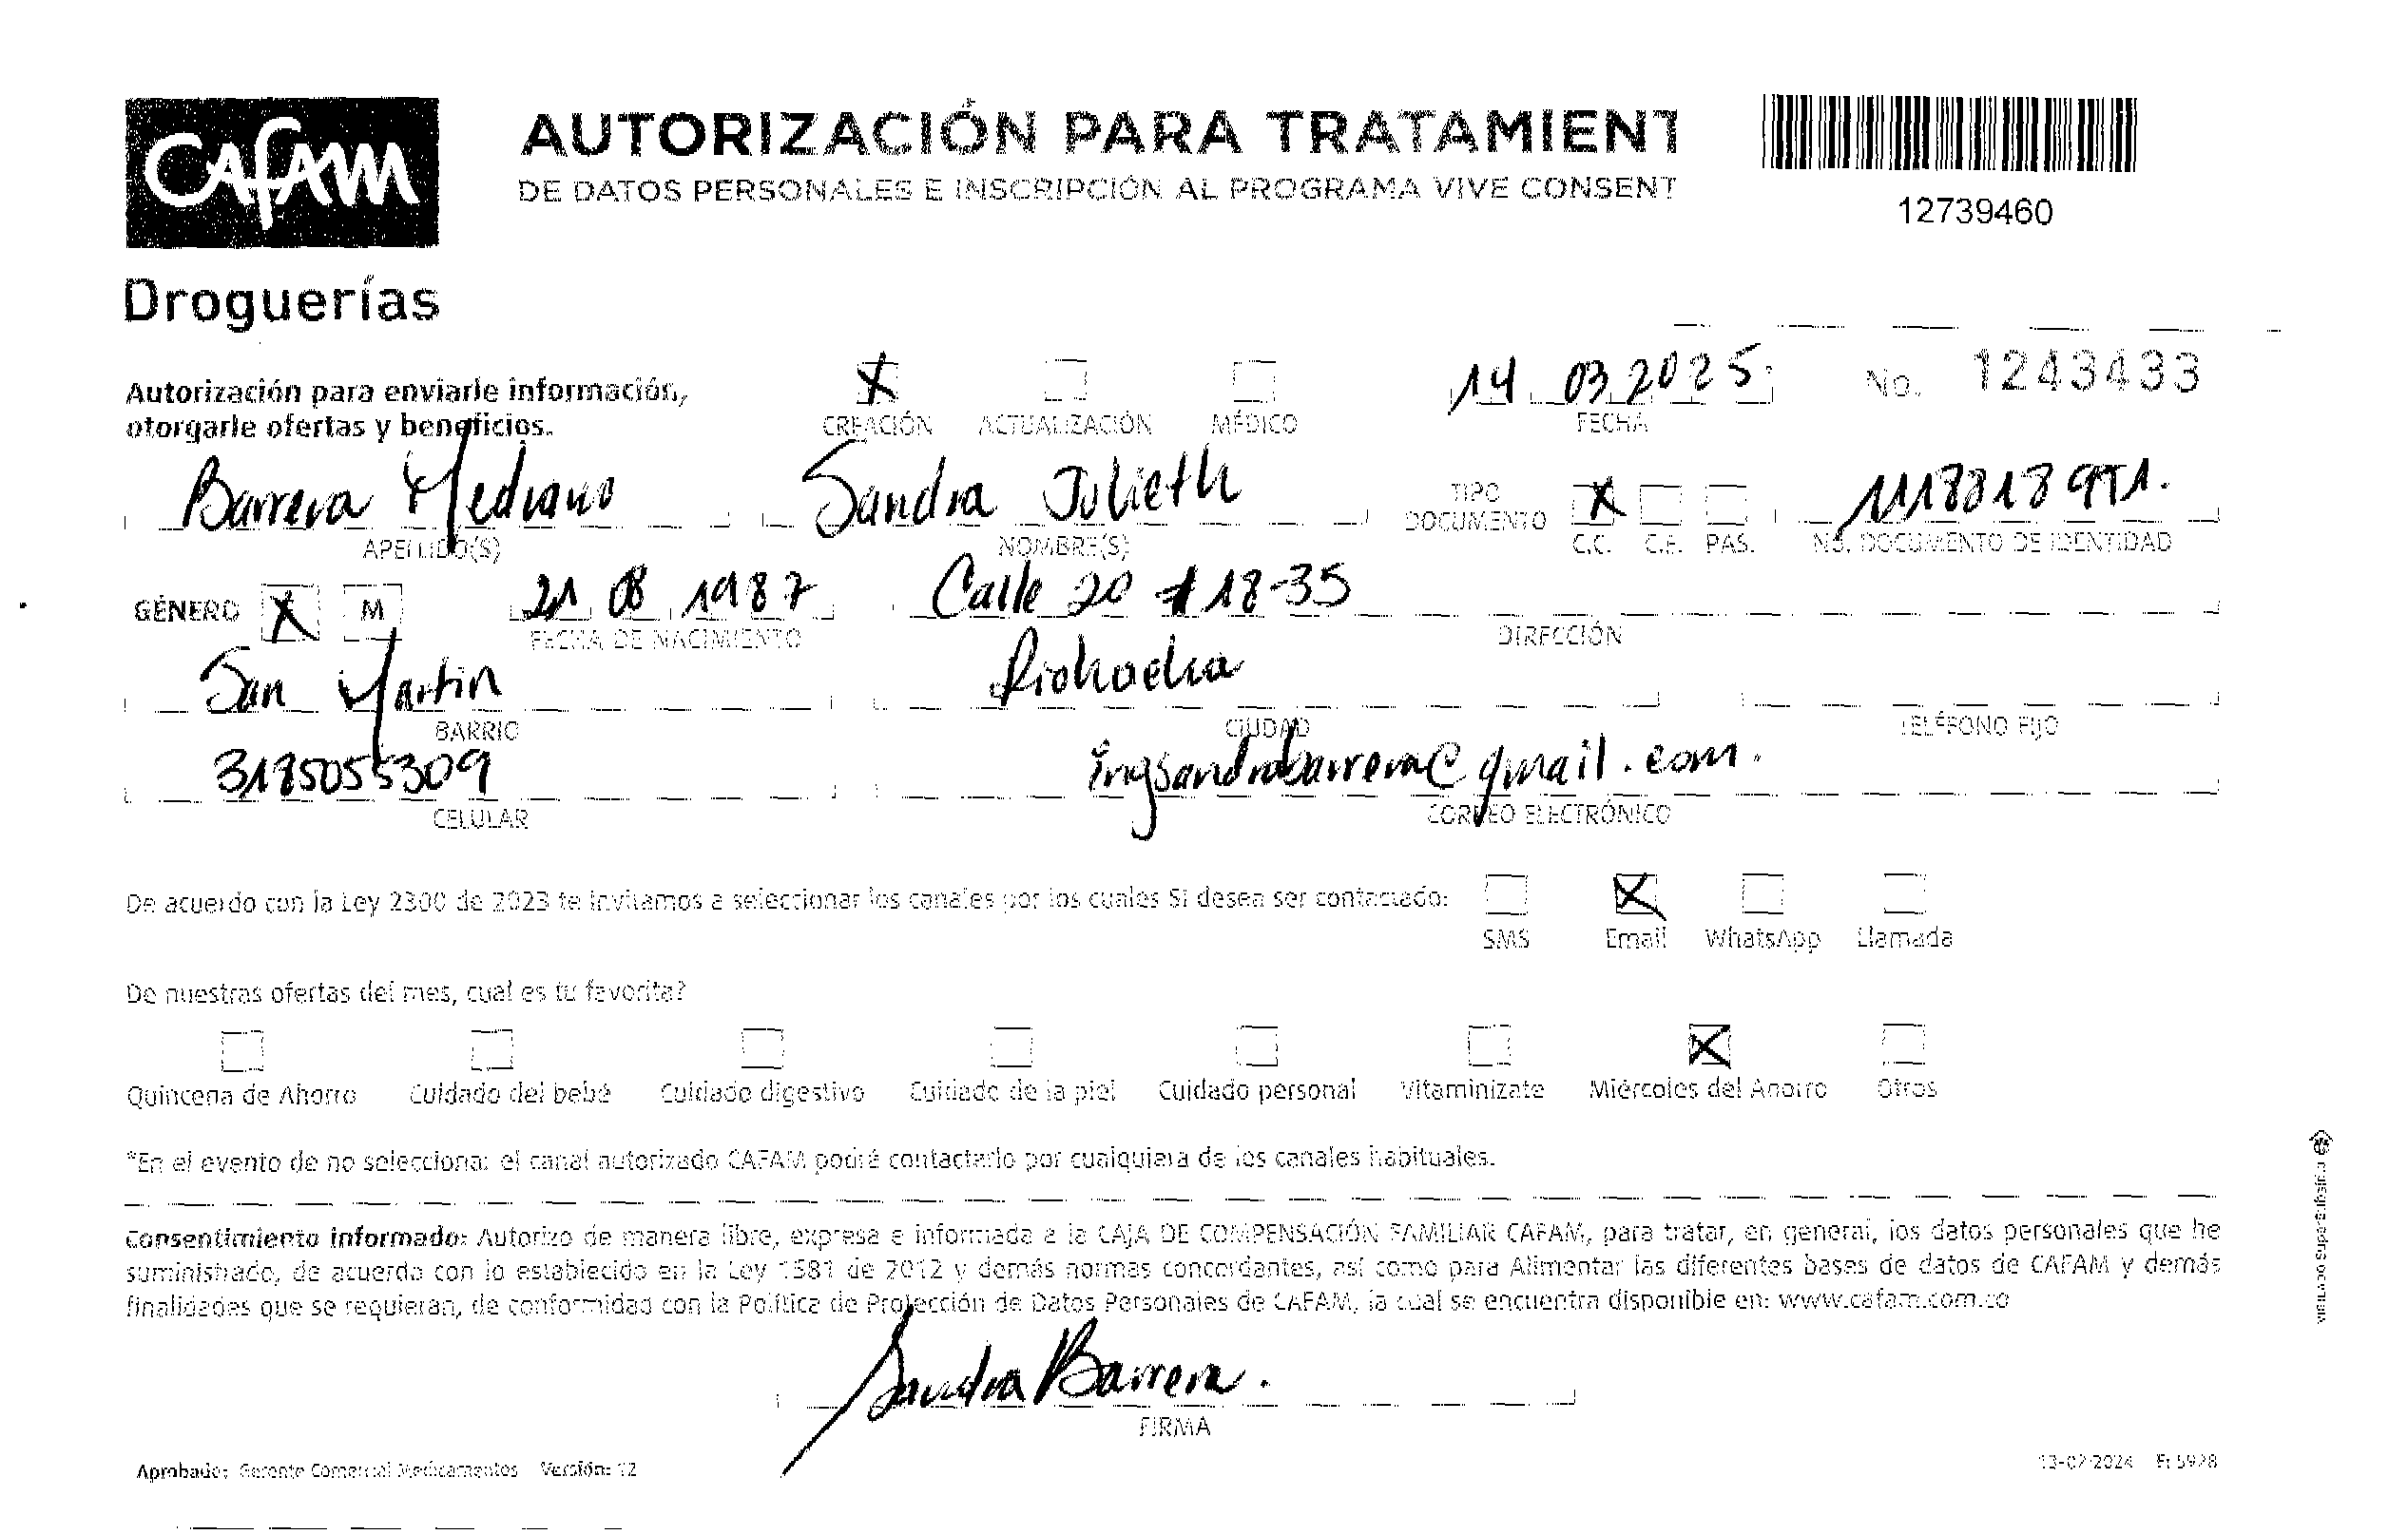 CAFAM
Droguerías
AUTORIZACIÓN PARA TRATAMIENT
DE DATOS PERSONALES E INSCRIPCIÓN AL PROGRAMA VIVE CONSENT
12739460
Autorización para enviarle información,
otorgarle ofertas y beneficios.
X CREACIÓN ACTUALIZACIÓN MÉDICO
14 03 2025 FECHA
No. 1243433
Barrera Medrano Sandra Julieth TIPO DOCUMENTO X
APELLIDO(S) NOMBRE(S) C.C. C.E. PAS. NO. DOCUMENTO DE IDENTIDAD
GÉNERO X M 21 08 1987 Calle 20 # 18-35
FECHA DE NACIMIENTO DIRECCIÓN
San Martin Riohacha
BARRIO CIUDAD TELÉFONO FIJO
3185055309 ingsandrabarrera@gmail.com.
CELULAR CORREO ELECTRÓNICO
De acuerdo con la Ley 2300 de 2023 te invitamos a seleccionar los canales por los cuales SI desea ser contactado:
SMS X Email WhatsApp Llamada
De nuestras ofertas del mes, cual es tu favorita?
Quincena de Ahorro Cuidado del bebé Cuidado digestivo Cuidado de la piel Cuidado personal Vitaminízate X Miércoles del Ahorro Otros
*En el evento de no seleccionar el canal autorizado CAFAM podrá contactarlo por cualquiera de los canales habituales.
Consentimiento informado: Autorizo de manera libre, expresa e informada a la CAJA DE COMPENSACIÓN FAMILIAR CAFAM, para tratar, en general, los datos personales que he
suministrado, de acuerdo con lo establecido en la Ley 1581 de 2012 y demás normas concordantes, así como para Alimentar las diferentes bases de datos de CAFAM y demás
finalidades que se requieran, de conformidad con la Política de Protección de Datos Personales de CAFAM, la cual se encuentra disponible en: www.cafam.com.co
Sandra Barrera.
FIRMA
Aprobado: Gerente Comercial Medicamentos Versión: 12
13-02-2024
VIGILADO SuperSubsidio